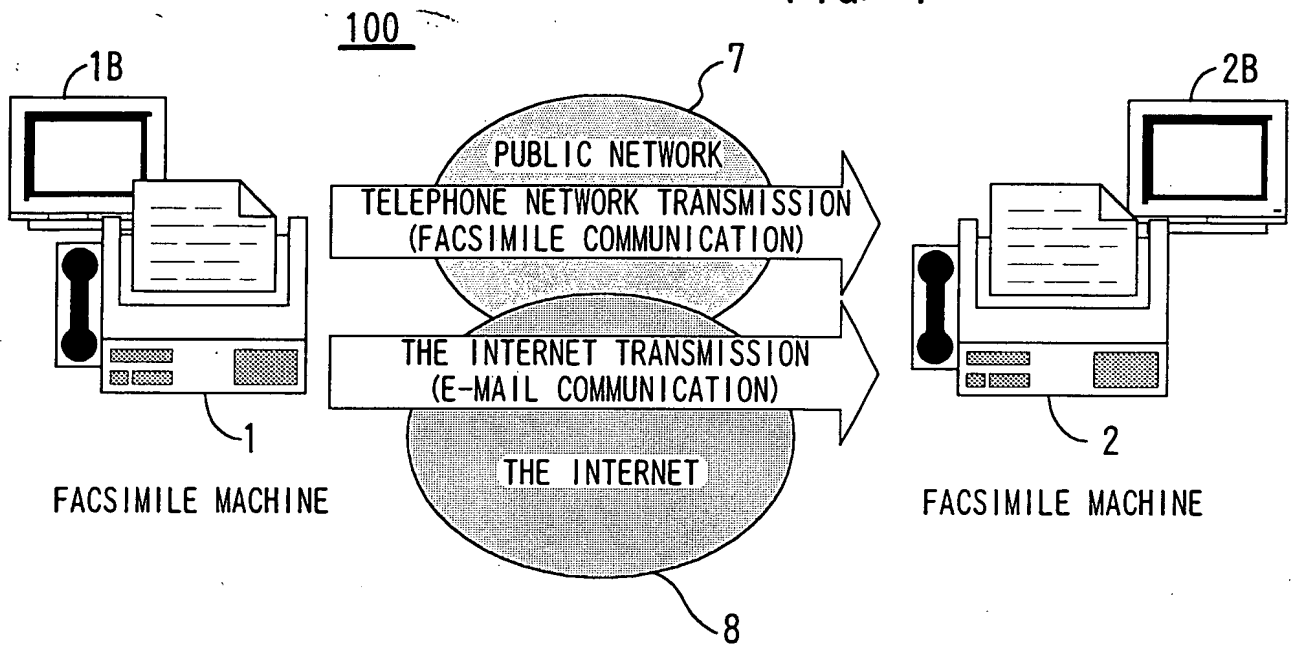 100
1B
7
2B
PUBLIC NETWORK
TELEPHONE NETWORK TRANSMISSION
(FACSIMILE COMMUNICATION)
THE INTERNET TRANSMISSION
(E-MAIL COMMUNICATION)
1
2
THE INTERNET
FACSIMILE MACHINE
FACSIMILE MACHINE
8